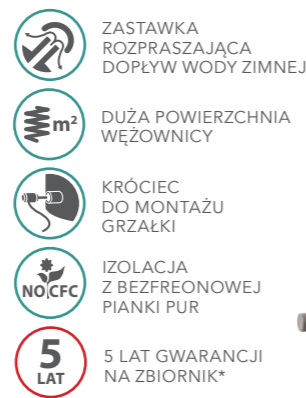 ZASTAWKA
ROZPRASZAJĄCA
DOPŁYW WODY ZIMNEJ
m²
DUŻA POWIERZCHNIA
WĘŻOWNICY
KRÓCIEC
DO MONTAŻU
GRZAŁKI
NO CFC
IZOLACJA
Z BEZFREONOWEJ
PIANKI PUR
5
LAT
5 LAT GWARANCJI
NA ZBIORNIK*